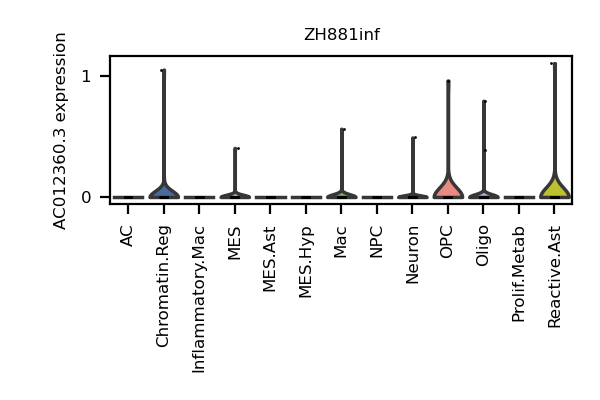 ZH881inf
AC012360.3 expression
1
0
AC
Chromatin.Reg
Inflammatory.Mac
MES
MES.Ast
MES.Hyp
Mac
NPC
Neuron
OPC
Oligo
Prolif.Metab
Reactive.Ast